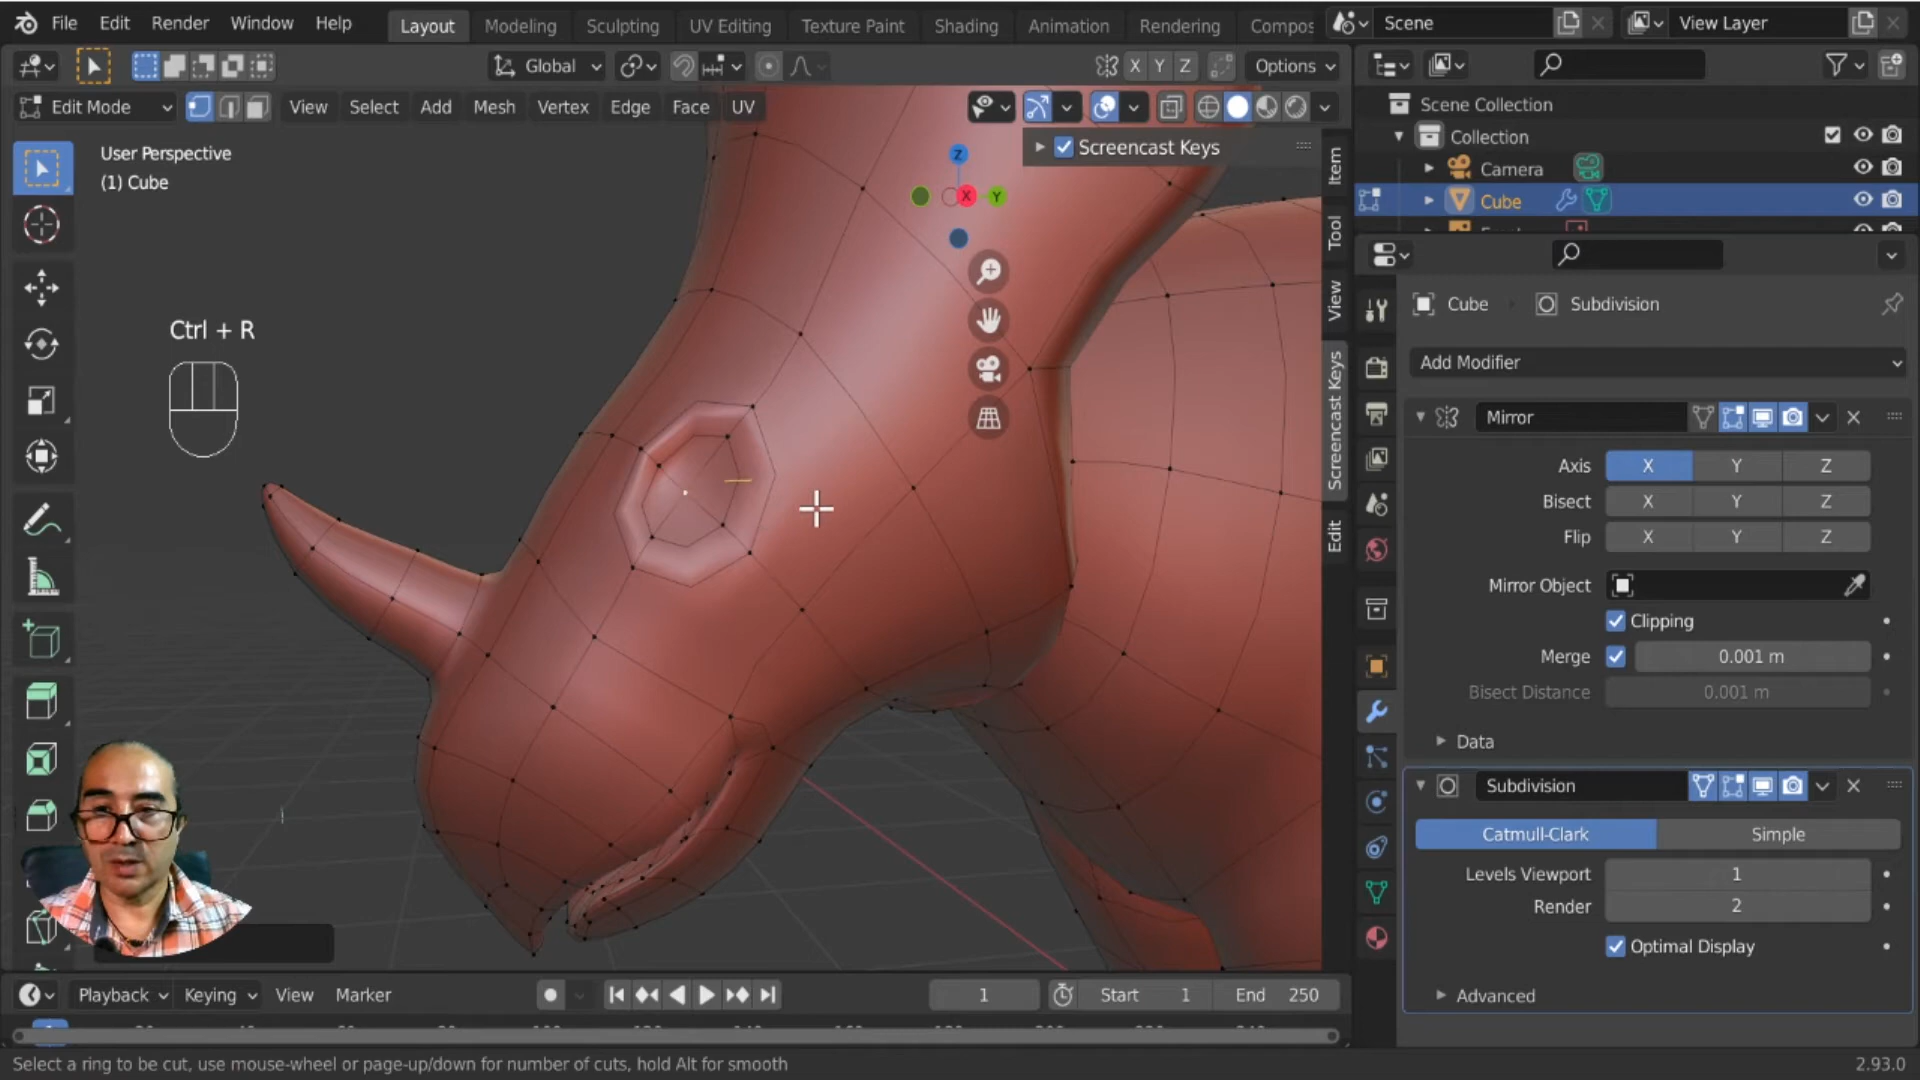 File Edit Render Window Help Layout Modeling Sculpting UV Editing Texture Paint Shading Animation Rendering Compos Scene View Layer
Global X Y Z Options
Edit Mode View Select Add Mesh Vertex Edge Face UV
Scene Collection
Collection
Camera
Cube
User Perspective
(1) Cube
Screencast Keys
Z
X
Y
Item
Tool
View
Screencast Keys
Edit
Ctrl + R
Cube Subdivision
Add Modifier
Mirror
Axis X Y Z
Bisect X Y Z
Flip X Y Z
Mirror Object
Clipping
Merge 0.001 m
Bisect Distance 0.001 m
Data
Subdivision
Catmull-Clark Simple
Levels Viewport 1
Render 2
Optimal Display
Advanced
Playback Keying View Marker 1 Start 1 End 250
Select a ring to be cut, use mouse-wheel or page-up/down for number of cuts, hold Alt for smooth 2.93.0